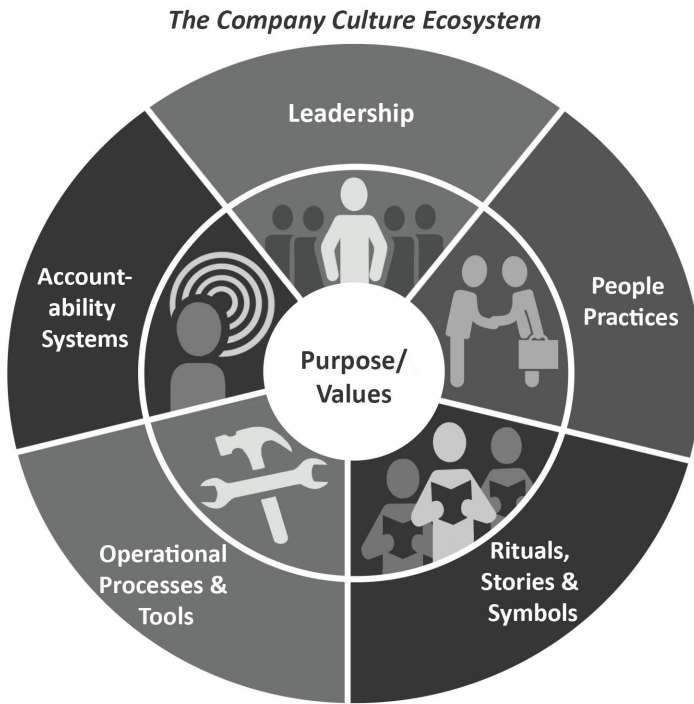 The Company Culture Ecosystem
Leadership
People
Practices
Rituals,
Stories &
Symbols
Operational
Processes &
Tools
Account-
ability
Systems
Purpose/
Values